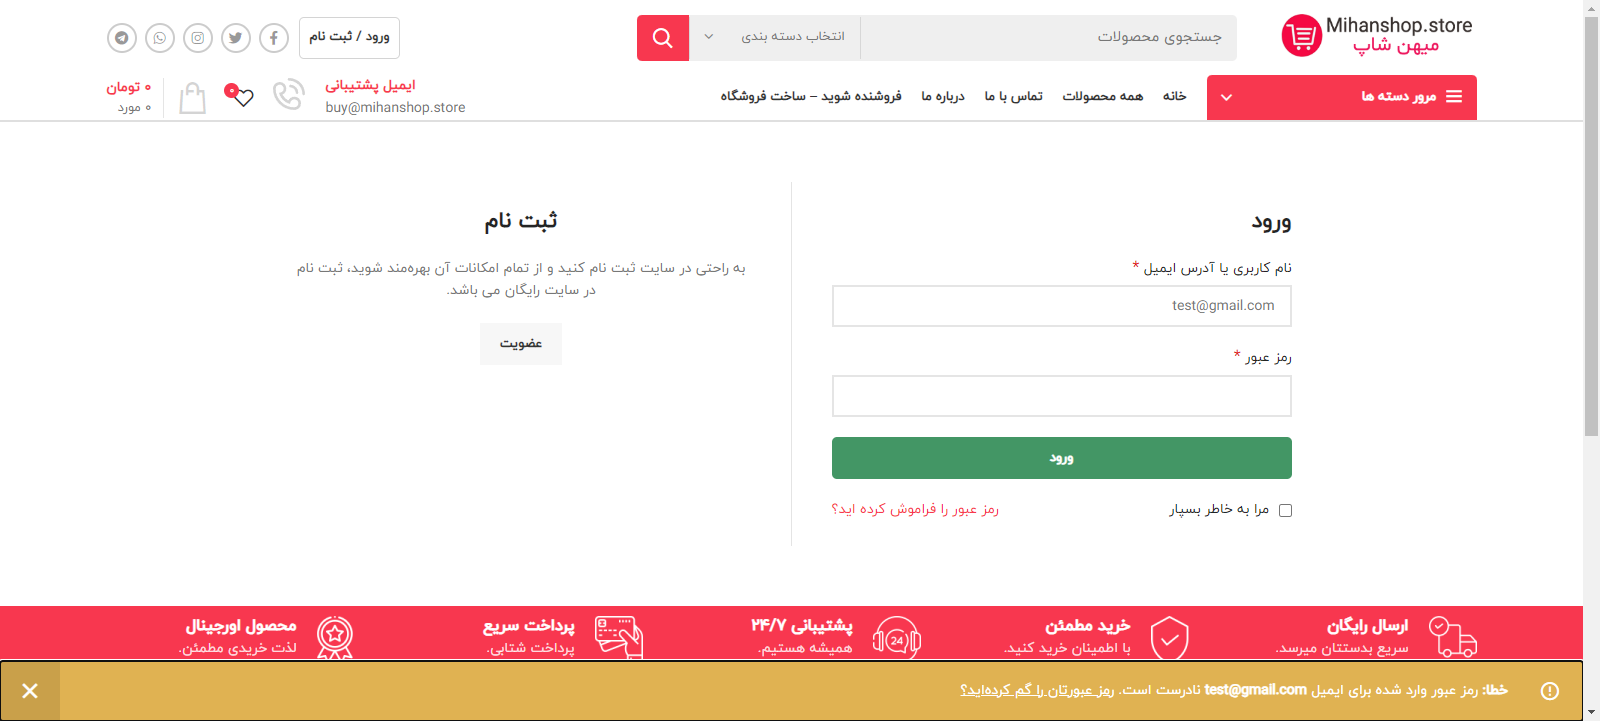 Mihanshop.store
میهن شاپ
جستجوی محصولات
انتخاب دسته بندی
ورود / ثبت نام
مرور دسته ها
خانه
همه محصولات
تماس با ما
درباره ما
فروشنده شوید – ساخت فروشگاه
ایمیل پشتیبانی
buy@mihanshop.store
۰
۰ تومان
۰ مورد
ورود
نام کاربری یا آدرس ایمیل *
test@gmail.com
رمز عبور *
ورود
مرا به خاطر بسپار
رمز عبور را فراموش کرده اید؟
ثبت نام
به راحتی در سایت ثبت نام کنید و از تمام امکانات آن بهره‌مند شوید، ثبت نام
در سایت رایگان می باشد.
عضویت
ارسال رایگان
سریع بدستتان میرسد.
خرید مطمئن
با اطمینان خرید کنید.
24
پشتیبانی ۲۴/۷
همیشه هستیم.
پرداخت سریع
پرداخت شتابی.
محصول اورجینال
لذت خریدی مطمئن.
خطا: رمز عبور وارد شده برای ایمیل test@gmail.com نادرست است. رمز عبورتان را گم کرده‌اید؟